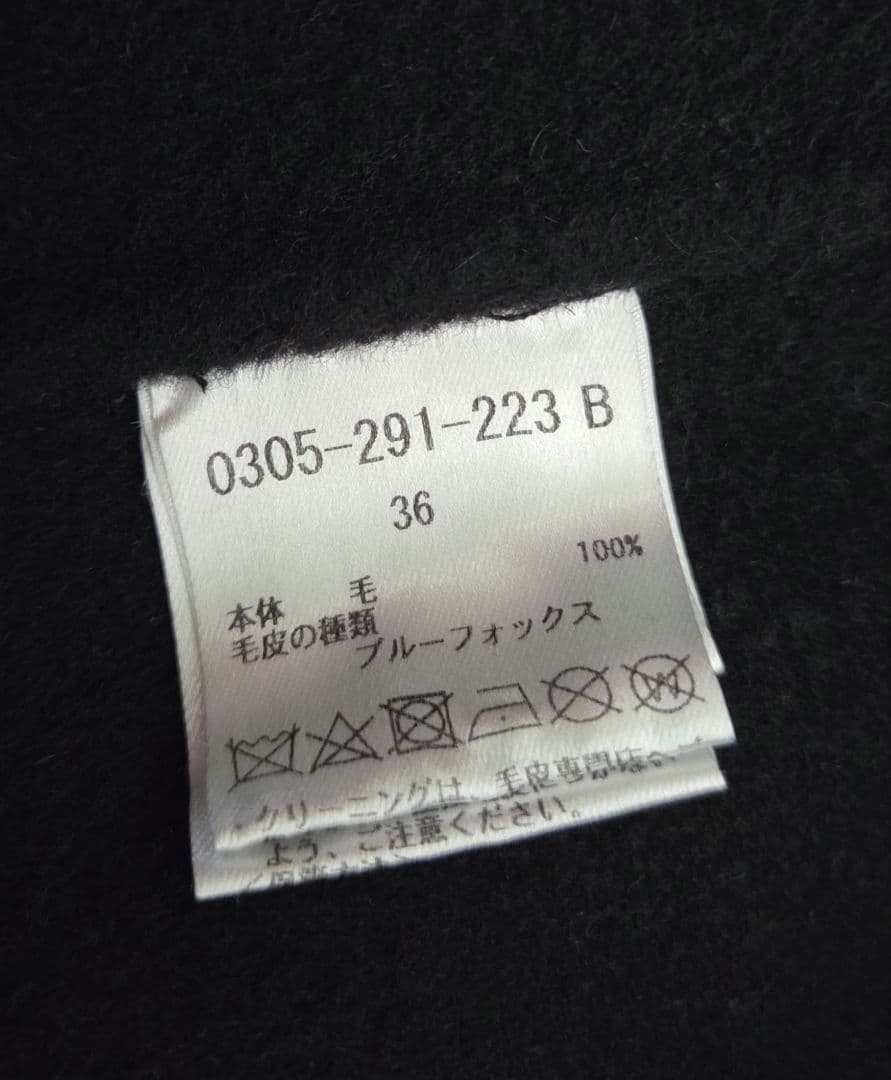 0305-291-223 B
36
本体 毛 100%
毛皮の種類
ブルーフォックス
W
・クリーニングは、毛皮専門店へ
よう、ご注意ください。